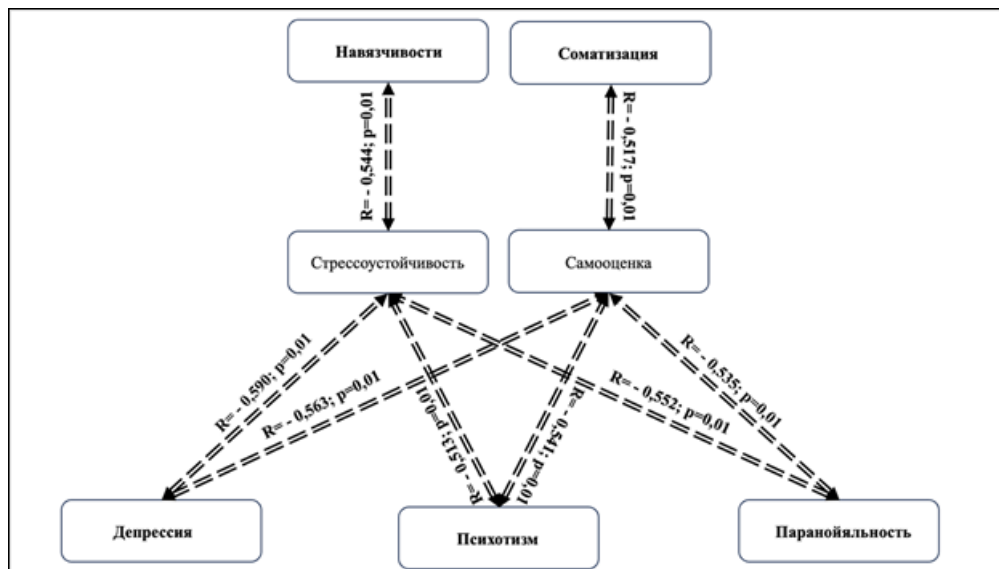 Навязчивости
Соматизация
R= - 0,544; p=0,01
R= - 0,517; p=0,01
Стрессоустойчивость
Самооценка
R= - 0,590; p=0,01
R= - 0,563; p=0,01
R= - 0,513; p=0,01
R= - 0,541; p=0,01
R= - 0,552; p=0,01
R= - 0,535; p=0,01
Депрессия
Психотизм
Паранойяльность